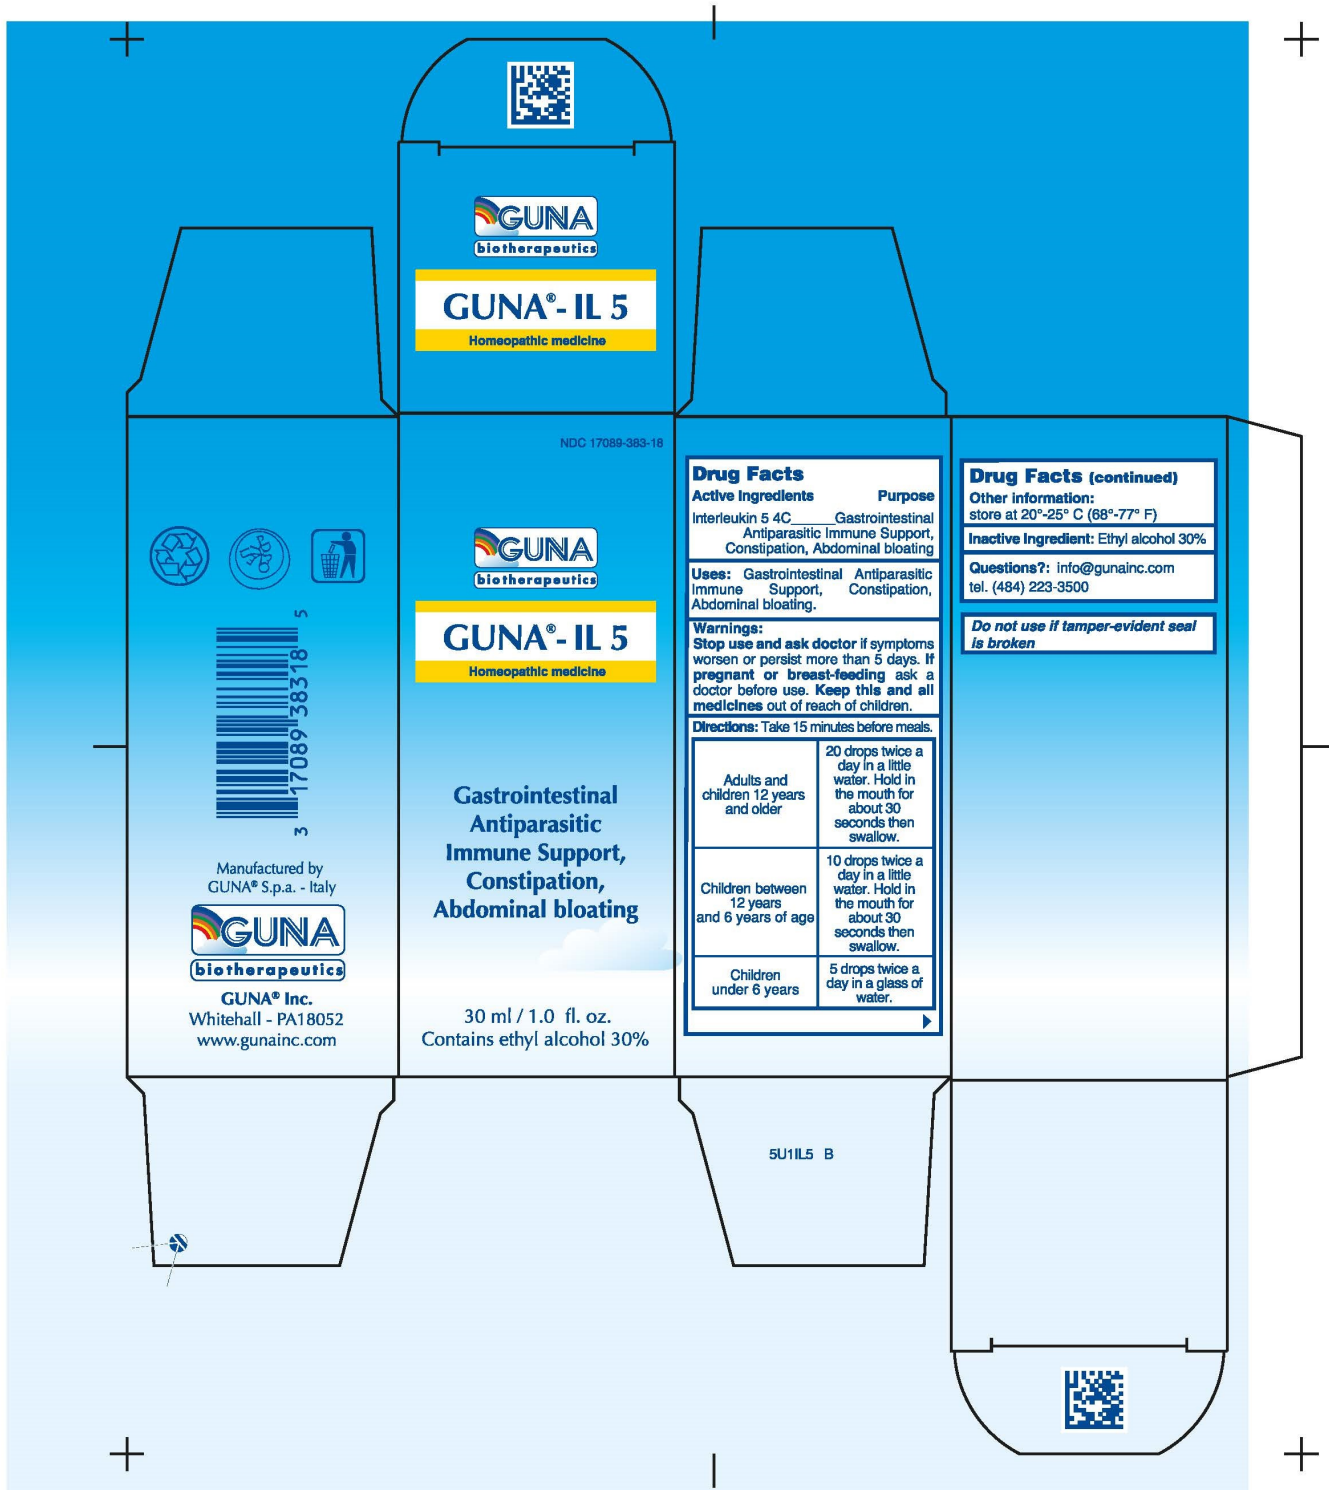 GUNA
biotherapeutics
GUNA®- IL 5
Homeopathic medicine
3 17089 38318 5
Manufactured by
GUNA® S.p.a. - Italy
GUNA
biotherapeutics
GUNA® Inc.
Whitehall - PA18052
www.gunainc.com
NDC 17089-383-18
GUNA
biotherapeutics
GUNA®- IL 5
Homeopathic medicine
Gastrointestinal
Antiparasitic
Immune Support,
Constipation,
Abdominal bloating
30 ml / 1.0 fl. oz.
Contains ethyl alcohol 30%
Drug Facts
Active Ingredients Purpose
Interleukin 5 4C______Gastrointestinal
Antiparasitic Immune Support,
Constipation, Abdominal bloating
Uses: Gastrointestinal Antiparasitic
Immune Support, Constipation,
Abdominal bloating.
Warnings:
Stop use and ask doctor if symptoms
worsen or persist more than 5 days. If
pregnant or breast-feeding ask a
doctor before use. Keep this and all
medicines out of reach of children.
Directions: Take 15 minutes before meals.
Adults and
children 12 years
and older
20 drops twice a
day in a little
water. Hold in
the mouth for
about 30
seconds then
swallow.
Children between
12 years
and 6 years of age
10 drops twice a
day in a little
water. Hold in
the mouth for
about 30
seconds then
swallow.
Children
under 6 years
5 drops twice a
day in a glass of
water.
Drug Facts (continued)
Other information:
store at 20°-25° C (68°-77° F)
Inactive Ingredient: Ethyl alcohol 30%
Questions?: info@gunainc.com
tel. (484) 223-3500
Do not use if tamper-evident seal
is broken
5U1IL5 B